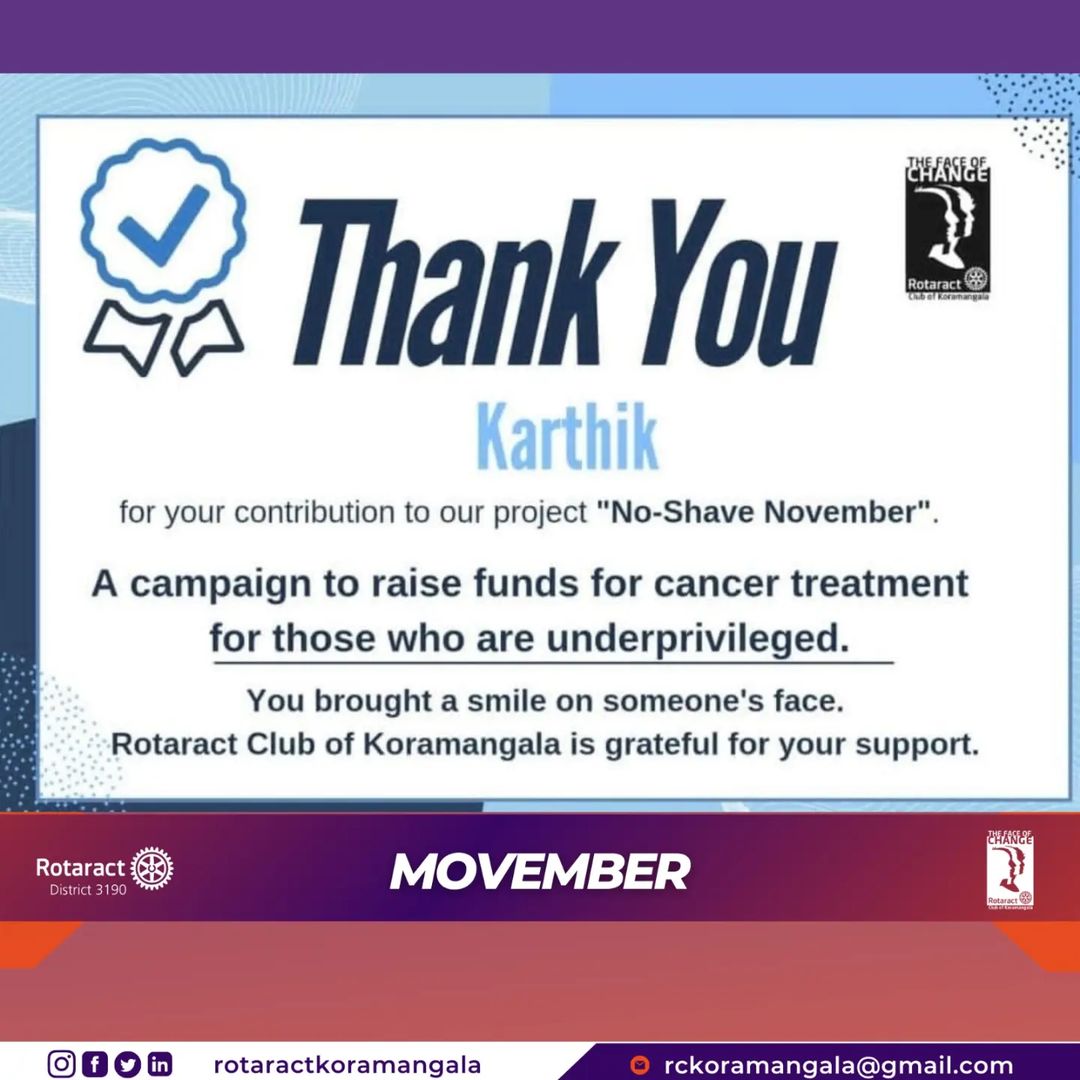 THE FACE OF
CHANGE
Rotaract
Club of Koramangala
Thank You
Karthik
for your contribution to our project "No-Shave November".
A campaign to raise funds for cancer treatment
for those who are underprivileged.
You brought a smile on someone's face.
Rotaract Club of Koramangala is grateful for your support.
Rotaract
District 3190
MOVEMBER
THE FACE OF
CHANGE
Rotaract
Club of Koramangala
rotaractkoramangala
rckoramangala@gmail.com